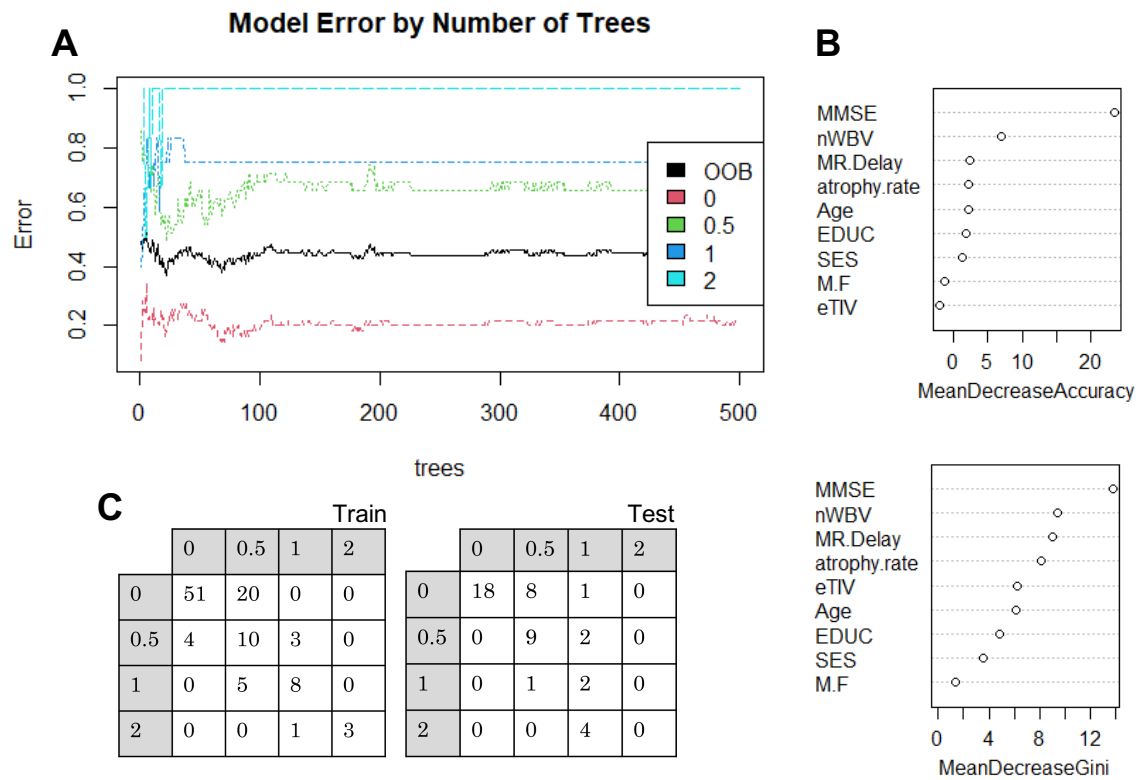 Model Error by Number of Trees
A
B
1.0
0.8
0.6
0.4
0.2
Error
OOB
0
0.5
1
2
0 100 200 300 400 500
trees
MMSE
nWBV
MR.Delay
atrophy.rate
Age
EDUC
SES
M.F
eTIV
0 5 10 20
MeanDecreaseAccuracy
MMSE
nWBV
MR.Delay
atrophy.rate
eTIV
Age
EDUC
SES
M.F
0 4 8 12
MeanDecreaseGini
C
Train
0 0.5 1 2
0 51 20 0 0
0.5 4 10 3 0
1 0 5 8 0
2 0 0 1 3
Test
0 0.5 1 2
0 18 8 1 0
0.5 0 9 2 0
1 0 1 2 0
2 0 0 4 0